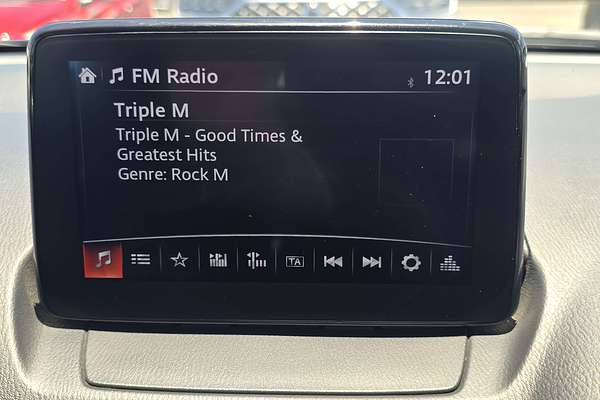 FM Radio 12:01
Triple M
Triple M - Good Times &
Greatest Hits
Genre: Rock M
TA